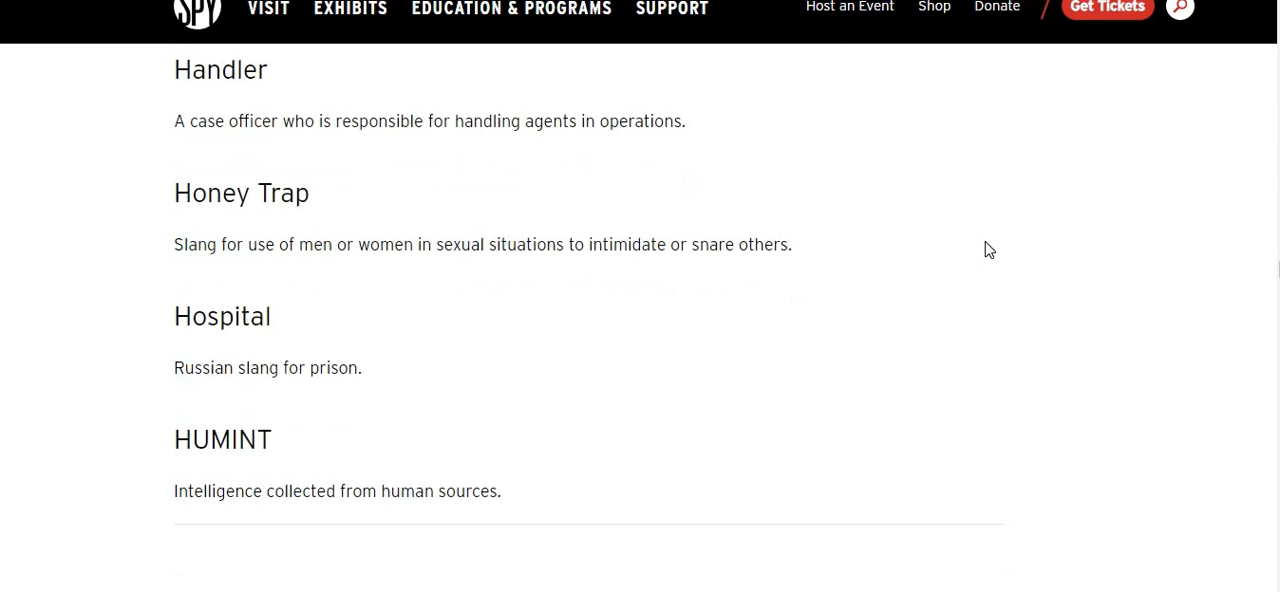 SPY VISIT EXHIBITS EDUCATION & PROGRAMS SUPPORT Host an Event Shop Donate Get Tickets
Handler
A case officer who is responsible for handling agents in operations.
Honey Trap
Slang for use of men or women in sexual situations to intimidate or snare others.
Hospital
Russian slang for prison.
HUMINT
Intelligence collected from human sources.